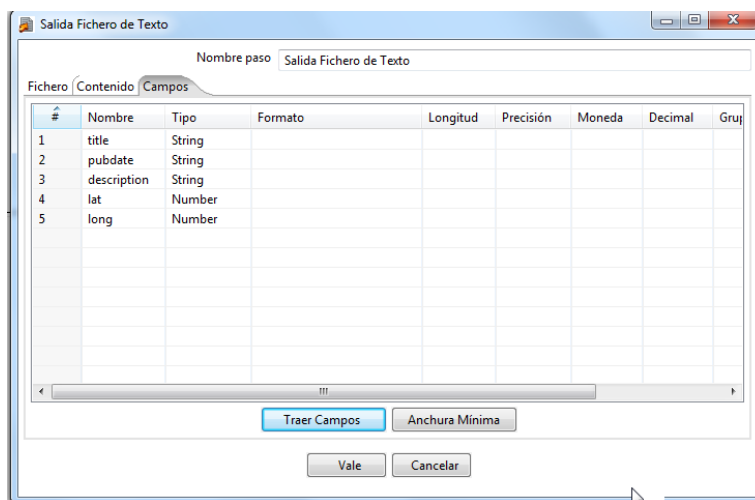 Salida Fichero de Texto
Nombre paso Salida Fichero de Texto
Fichero Contenido Campos
# Nombre Tipo Formato Longitud Precisión Moneda Decimal Grup
1 title String
2 pubdate String
3 description String
4 lat Number
5 long Number
Traer Campos Anchura Mínima
Vale Cancelar